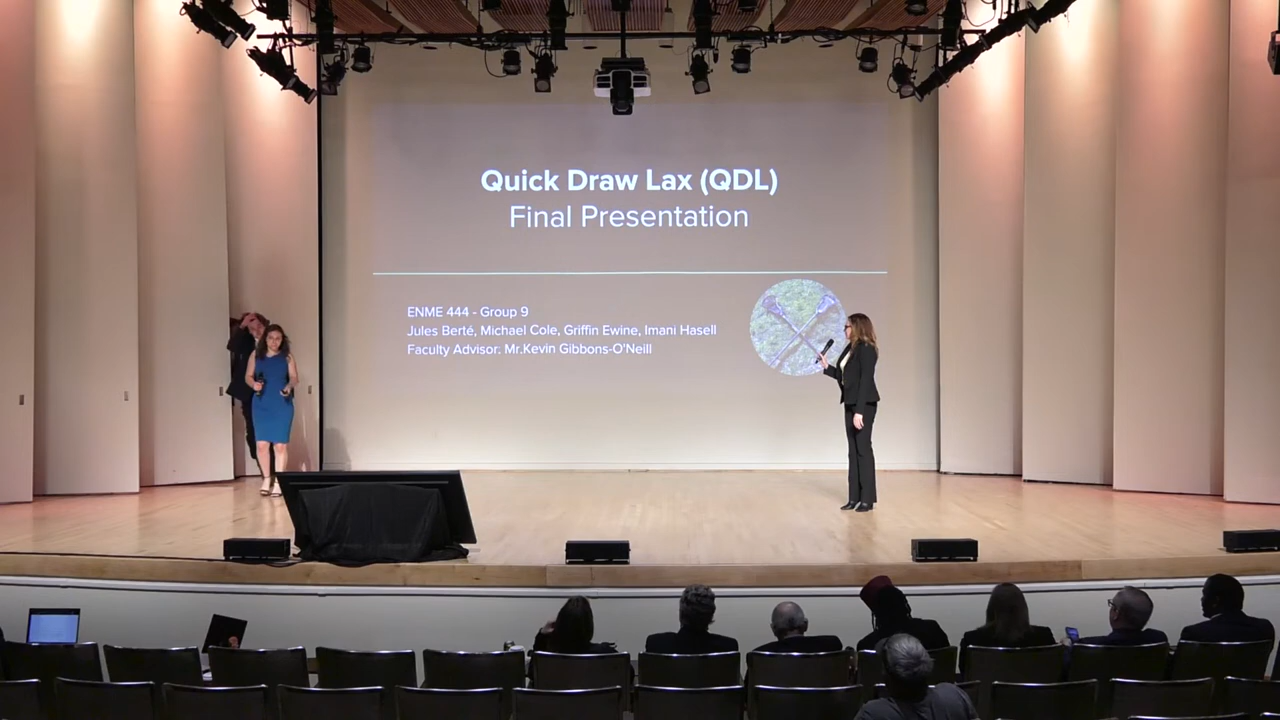 Quick Draw Lax (QDL)
Final Presentation
ENME 444 - Group 9
Jules Berté, Michael Cole, Griffin Ewine, Imani Hasell
Faculty Advisor: Mr.Kevin Gibbons-O'Neill